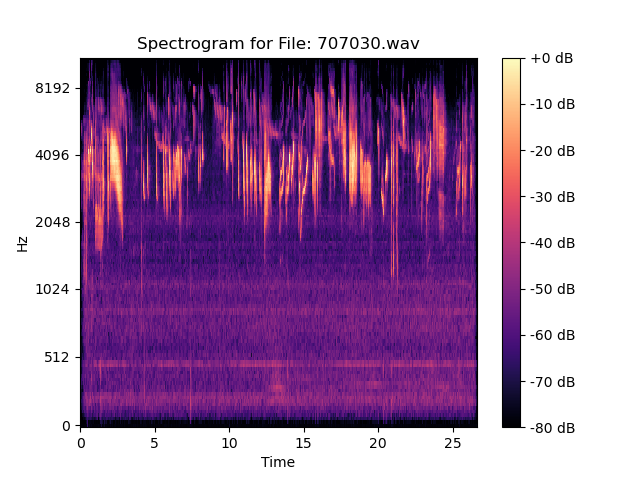 Spectrogram for File: 707030.wav
Hz
8192
4096
2048
1024
512
0
0 5 10 15 20 25
Time
+0 dB
-10 dB
-20 dB
-30 dB
-40 dB
-50 dB
-60 dB
-70 dB
-80 dB